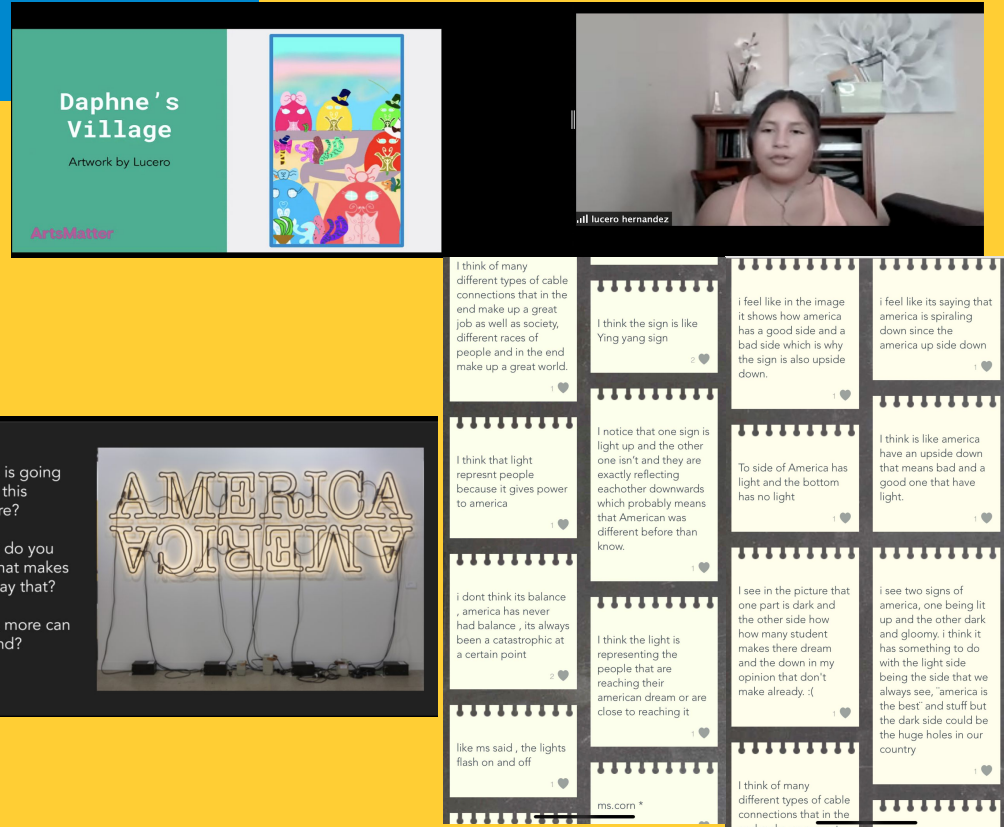 Daphne's
Village
Artwork by Lucero
ArtsMatter
lucero hernandez
is going
this
re?
do you
hat makes
ay that?
more can
nd?
AMERICA
AMERICA
I think of many
different types of cable
connections that in the
end make up a great
job as well as society,
different races of
people and in the end
make up a great world.
1
I think that light
represnt people
because it gives power
to america
1
i dont think its balance
, america has never
had balance , its always
been a catastrophic at
a certain point
2
like ms said , the lights
flash on and off
1
I think the sign is like
Ying yang sign
2
I notice that one sign is
light up and the other
one isn't and they are
exactly reflecting
eachother downwards
which probably means
that American was
different before than
know.
1
I think the light is
representing the
people that are
reaching their
american dream or are
close to reaching it
1
ms.corn *
i feel like in the image
it shows how america
has a good side and a
bad side which is why
the sign is also upside
down.
1
To side of America has
light and the bottom
has no light
1
I see in the picture that
one part is dark and
the other side how
how many student
makes there dream
and the down in my
opinion that don't
make already. :(
1
I think of many
different types of cable
connections that in the
i feel like its saying that
america is spiraling
down since the
america up side down
1
I think is like america
have an upside down
that means bad and a
good one that have
light.
1
i see two signs of
america, one being lit
up and the other dark
and gloomy. i think it
has something to do
with the light side
being the side that we
always see, ¨america is
the best¨ and stuff but
the dark side could be
the huge holes in our
country
1